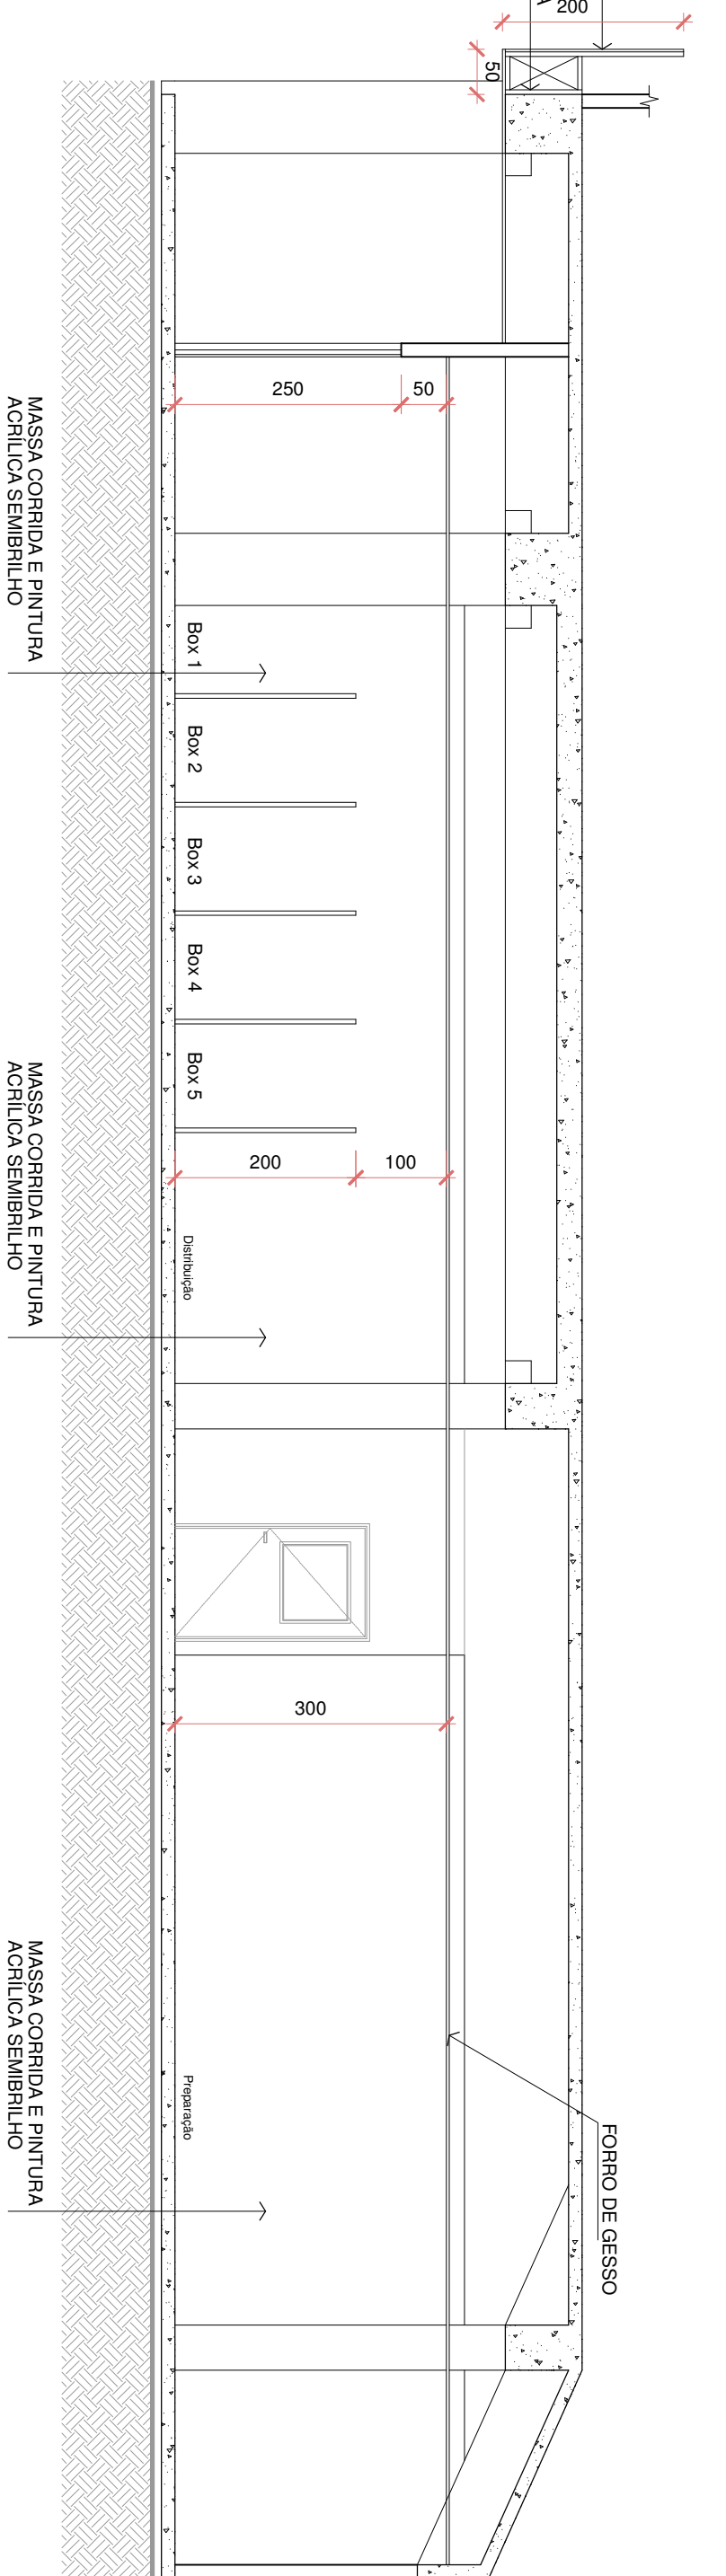 200
50
250
50
Box 1
Box 2
Box 3
Box 4
Box 5
200
100
Distribuição
300
Preparação
FORRO DE GESSO
MASSA CORRIDA E PINTURA
ACRÍLICA SEMIBRILHO
MASSA CORRIDA E PINTURA
ACRÍLICA SEMIBRILHO
MASSA CORRIDA E PINTURA
ACRÍLICA SEMIBRILHO